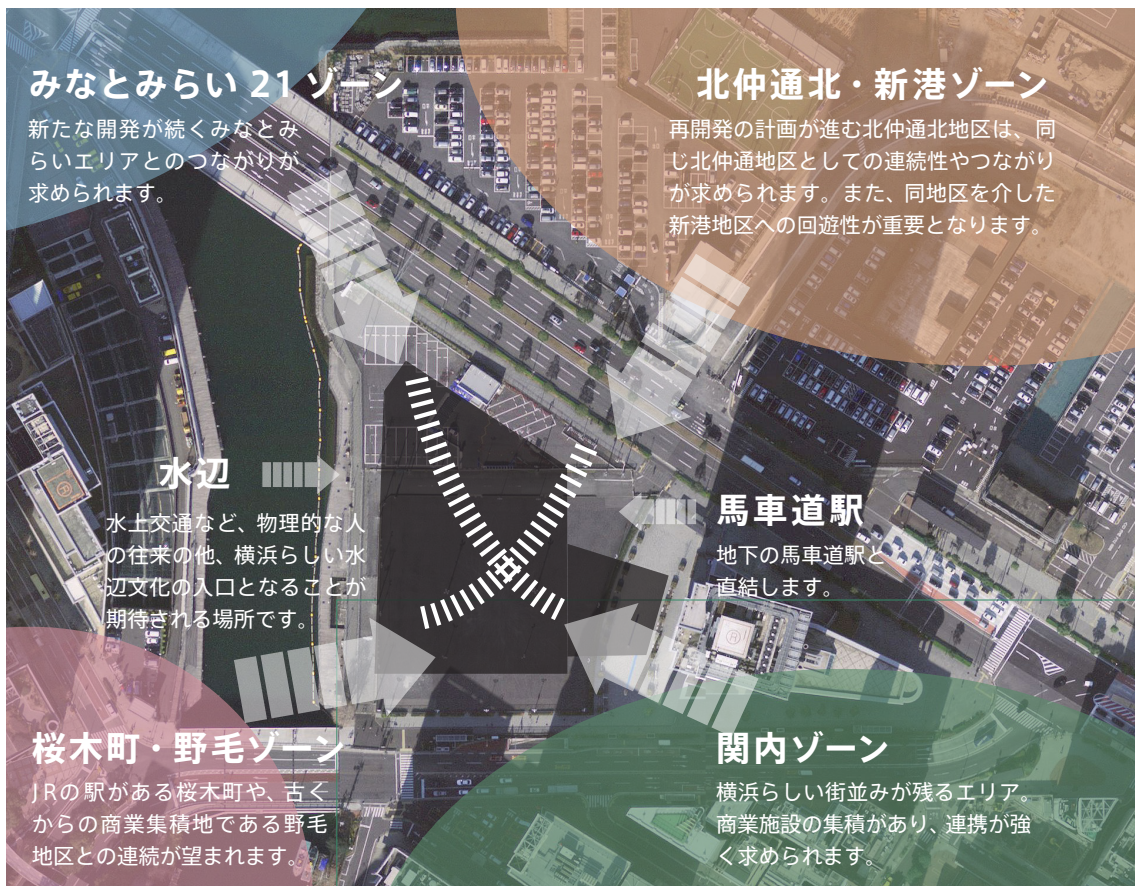 みなとみらい 21 ゾーン
新たな開発が続くみなとみ
らいエリアとのつながりが
求められます。
北仲通北・新港ゾーン
再開発の計画が進む北仲通北地区は、同
じ北仲通地区としての連続性やつながり
が求められます。また、同地区を介した
新港地区への回遊性が重要となります。
水辺
水上交通など、物理的な人
の往来の他、横浜らしい水
辺文化の入口となることが
期待される場所です。
馬車道駅
地下の馬車道駅と
直結します。
桜木町・野毛ゾーン
JRの駅がある桜木町や、古く
からの商業集積地である野毛
地区との連続が望まれます。
関内ゾーン
横浜らしい街並みが残るエリア。
商業施設の集積があり、連携が強
く求められます。